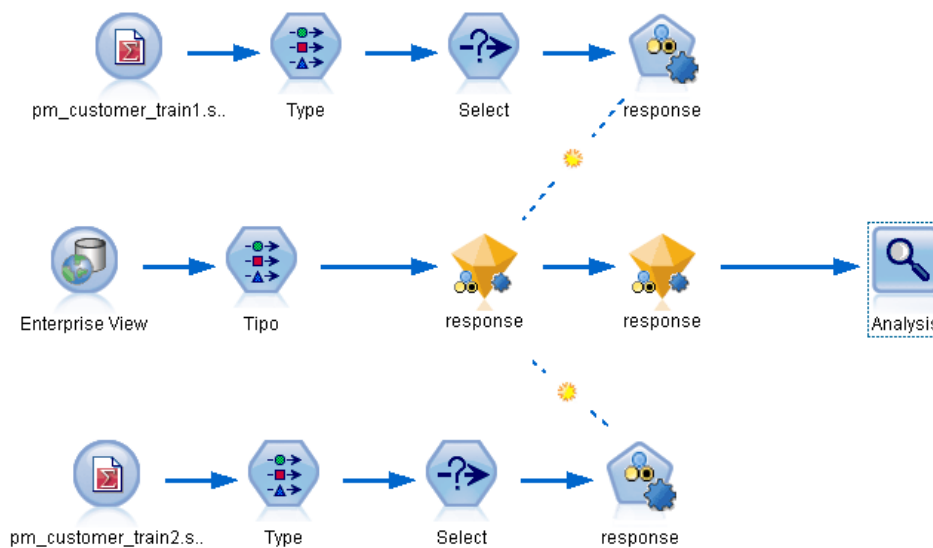 pm_customer_train1.s..
Type
Select
response
Enterprise View
Tipo
response
response
Analysis
pm_customer_train2.s..
Type
Select
response